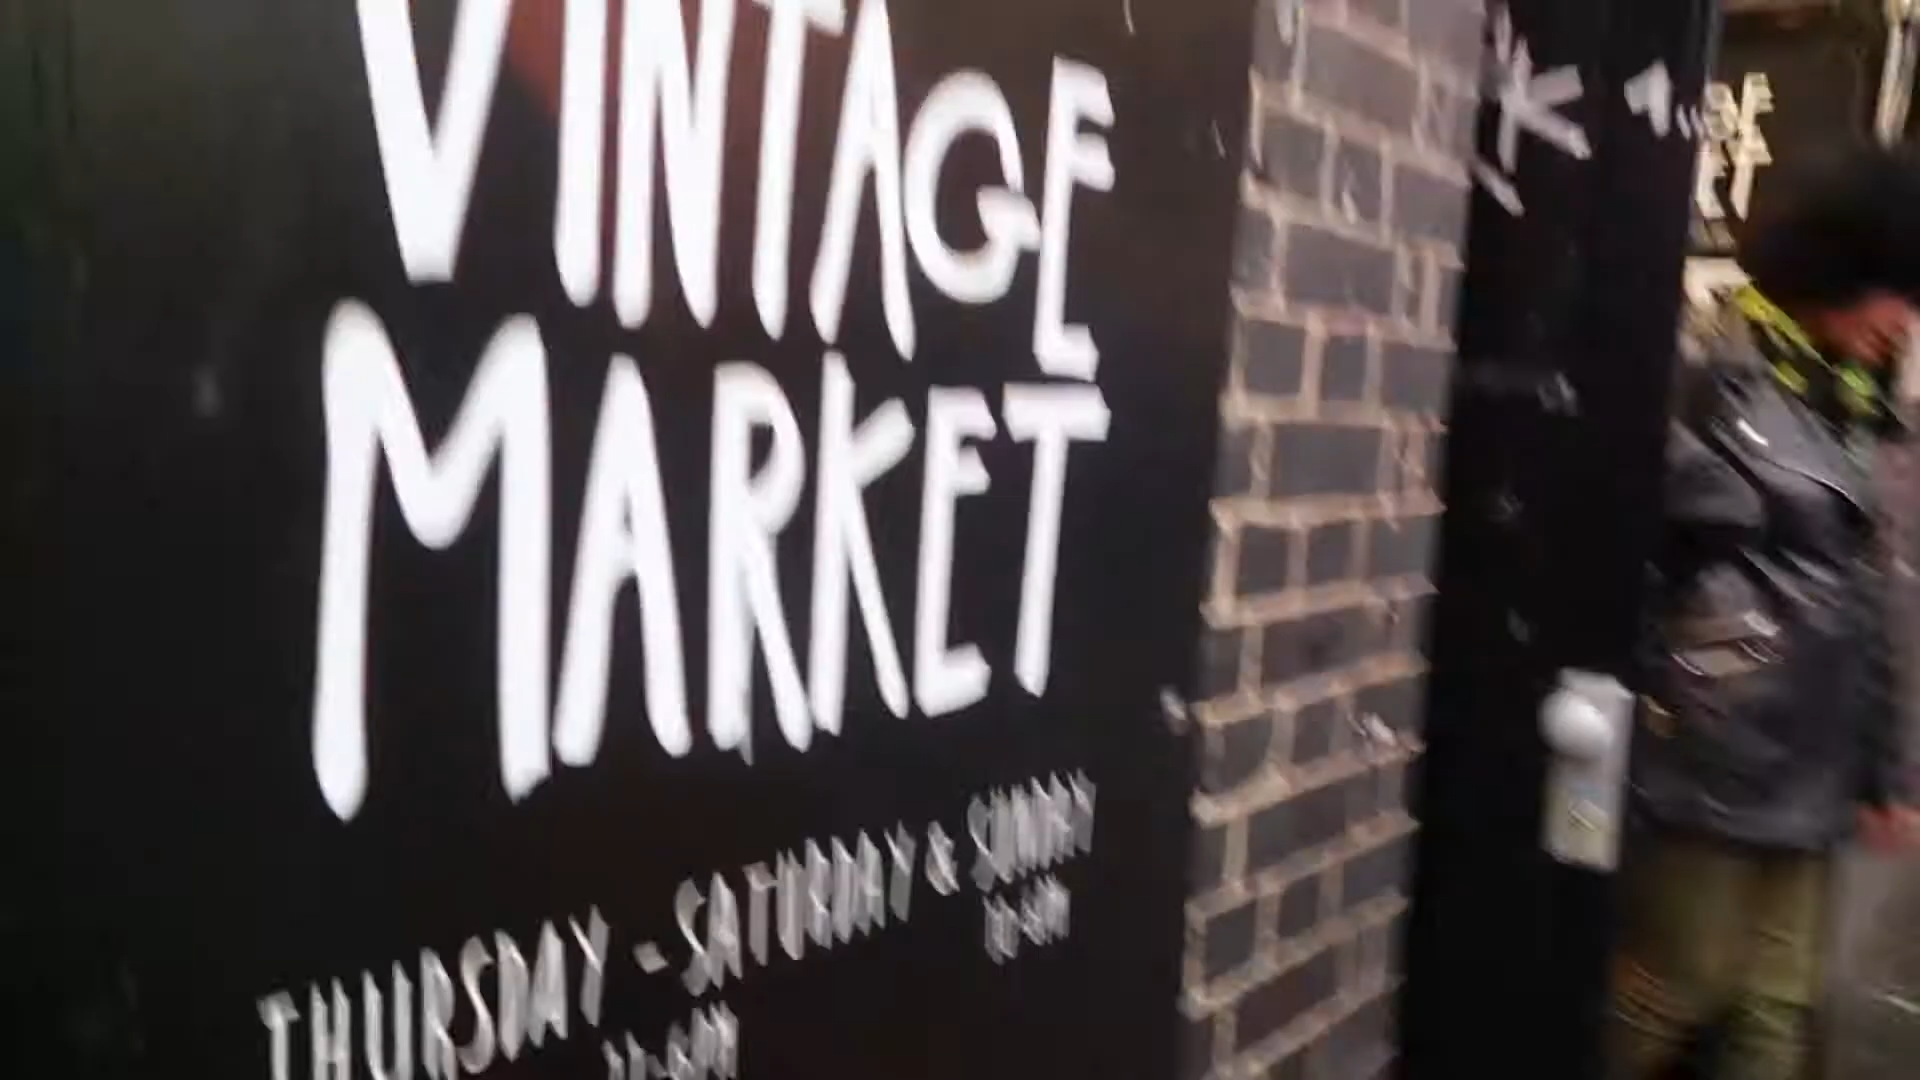 VINTAGE
MARKET
THURSDAY - SATURDAY & SUNDAY